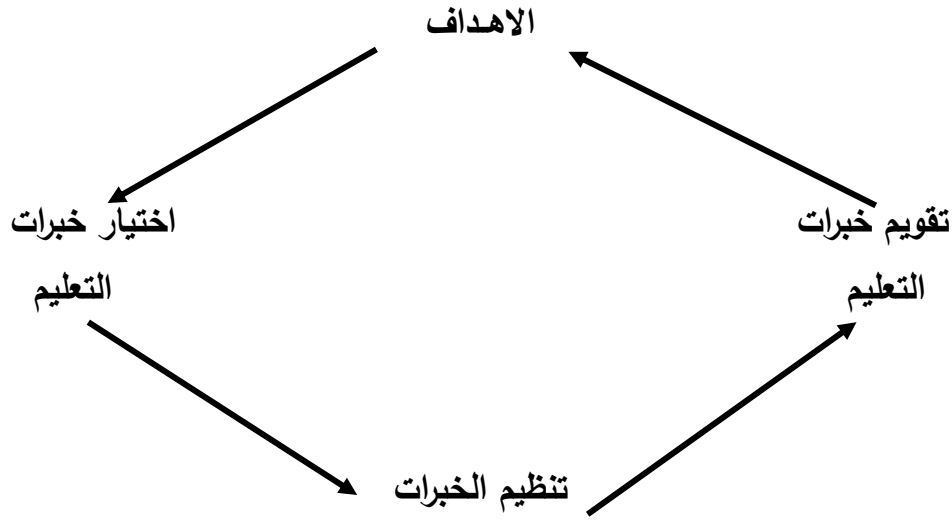 الاهداف
تقويم خبرات
التعليم
اختيار خبرات
التعليم
تنظيم الخبرات